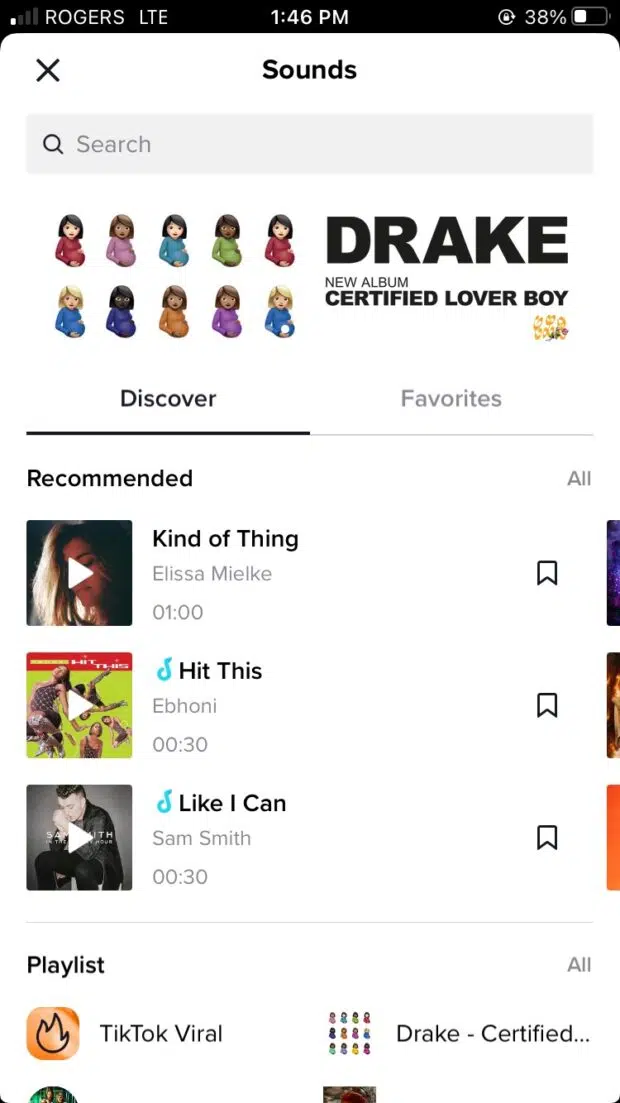 ROGERS LTE 1:46 PM 38%
Sounds
Search
DRAKE
NEW ALBUM
CERTIFIED LOVER BOY
Discover Favorites
Recommended All
Kind of Thing
Elissa Mielke
01:00
HIT THIS
Hit This
Ebhoni
00:30
Like I Can
Sam Smith
00:30
Playlist All
TikTok Viral Drake - Certified...